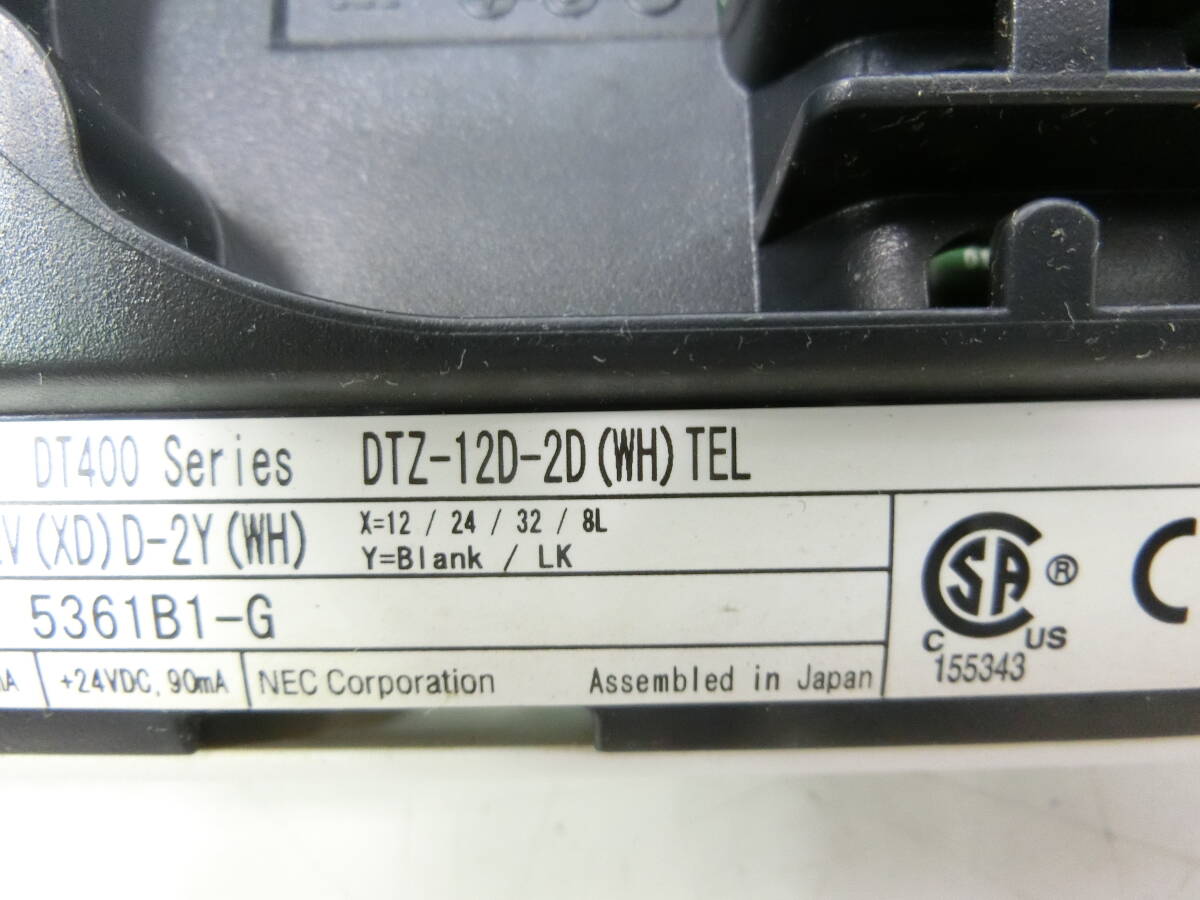 DT400 Series DTZ-12D-2D(WH)TEL
V(XD)D-2Y(WH) X=12 / 24 / 32 / 8L
Y=Blank / LK
5361B1-G
+24VDC, 90mA NEC Corporation Assembled in Japan
SA ®
C US
155343